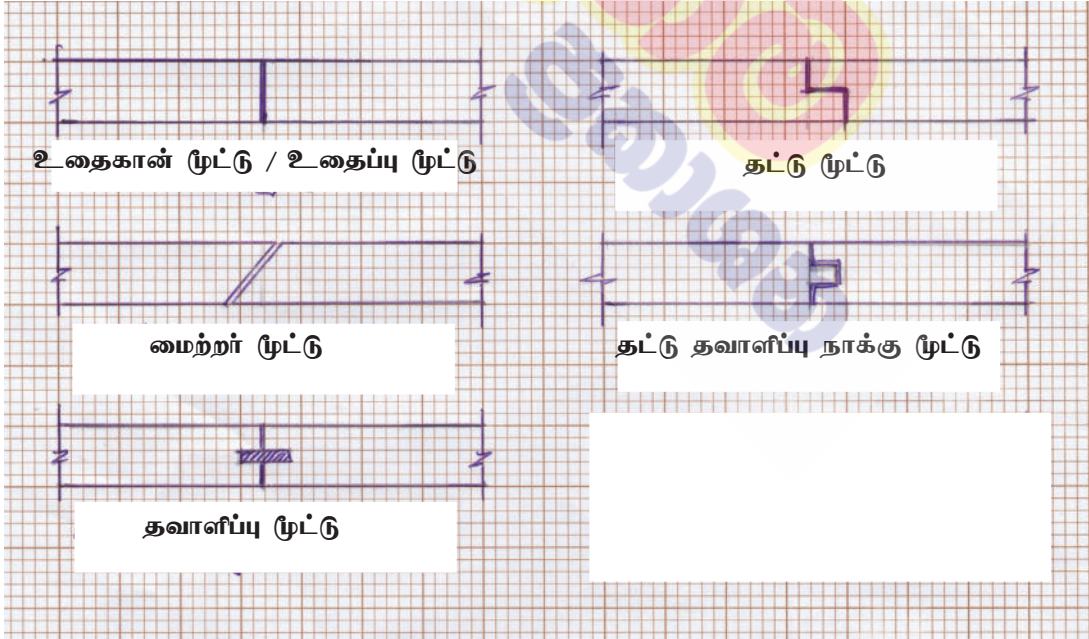 உதைகான் மூட்டு / உதைப்பு மூட்டு
தட்டு மூட்டு
மைற்றர் மூட்டு
தட்டு தவாளிப்பு நாக்கு மூட்டு
தவாளிப்பு மூட்டு